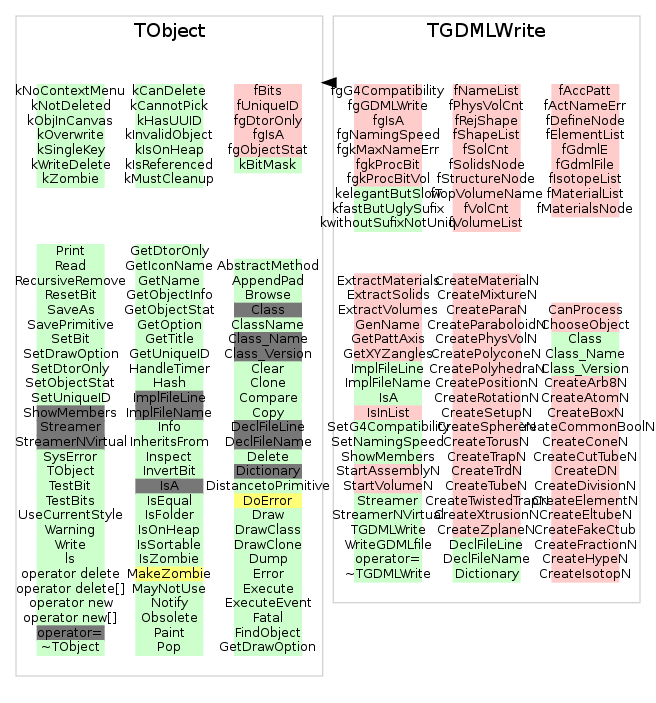 TObject
kNoContextMenu kCanDelete fBits
kNotDeleted kCannotPick fUniqueID
kObjInCanvas kHasUUID fgDtorOnly
kOverwrite kInvalidObject fgIsA
kSingleKey kIsOnHeap fgObjectStat
kWriteDelete kIsReferenced kBitMask
kZombie kMustCleanup
Print GetDtorOnly
Read GetIconName AbstractMethod
RecursiveRemove GetName AppendPad
ResetBit GetObjectInfo Browse
SaveAs GetObjectStat Class
SavePrimitive GetOption ClassName
SetBit GetTitle Class_Name
SetDrawOption GetUniqueID Class_Version
SetDtorOnly HandleTimer Clear
SetObjectStat Hash Clone
SetUniqueID ImplFileLine Compare
ShowMembers ImplFileName Copy
Streamer Info DeclFileLine
StreamerNVirtual InheritsFrom DeclFileName
SysError Inspect Delete
TObject InvertBit Dictionary
TestBit IsA DistancetoPrimitive
TestBits IsEqual DoError
UseCurrentStyle IsFolder Draw
Warning IsOnHeap DrawClass
Write IsSortable DrawClone
ls IsZombie Dump
operator delete MakeZombie Error
operator delete[] MayNotUse Execute
operator new Notify ExecuteEvent
operator new[] Obsolete Fatal
operator= Paint FindObject
~TObject Pop GetDrawOption
TGDMLWrite
fgG4Compatibility fNameList fAccPatt
fgGDMLWrite fPhysVolCnt fActNameErr
fgIsA fRejShape fDefineNode
fgNamingSpeed fShapeList fElementList
fgkMaxNameErr fSolCnt fGdmlE
fgkProcBit fSolidsNode fGdmlFile
fgkProcBitVol fStructureNode fIsotopeList
kelegantButSlow fTopVolumeName fMaterialList
kfastButUglySufix fVolCnt fMaterialsNode
kwithoutSufixNotUniq fVolumeList
ExtractMaterials CreateMaterialN
ExtractSolids CreateMixtureN
ExtractVolumes CreateParaN CanProcess
GenName CreateParaboloidN ChooseObject
GetPattAxis CreatePhysVolN Class
GetXYZangles CreatePolyconeN Class_Name
ImplFileLine CreatePolyhedraN Class_Version
ImplFileName CreatePositionN CreateArb8N
IsA CreateRotationN CreateAtomN
IsInList CreateSetupN CreateBoxN
SetG4Compatibility CreateSphereN CreateCommonBoolN
SetNamingSpeed CreateTorusN CreateConeN
ShowMembers CreateTrapN CreateCutTubeN
StartAssemblyN CreateTrdN CreateDN
StartVolumeN CreateTubeN CreateDivisionN
Streamer CreateTwistedTrapN CreateElementN
StreamerNVirtual CreateXtrusionN CreateEltubeN
TGDMLWrite CreateZplaneN CreateFakeCtub
WriteGDMLfile DeclFileLine CreateFractionN
operator= DeclFileName CreateHypeN
~TGDMLWrite Dictionary CreateIsotopN